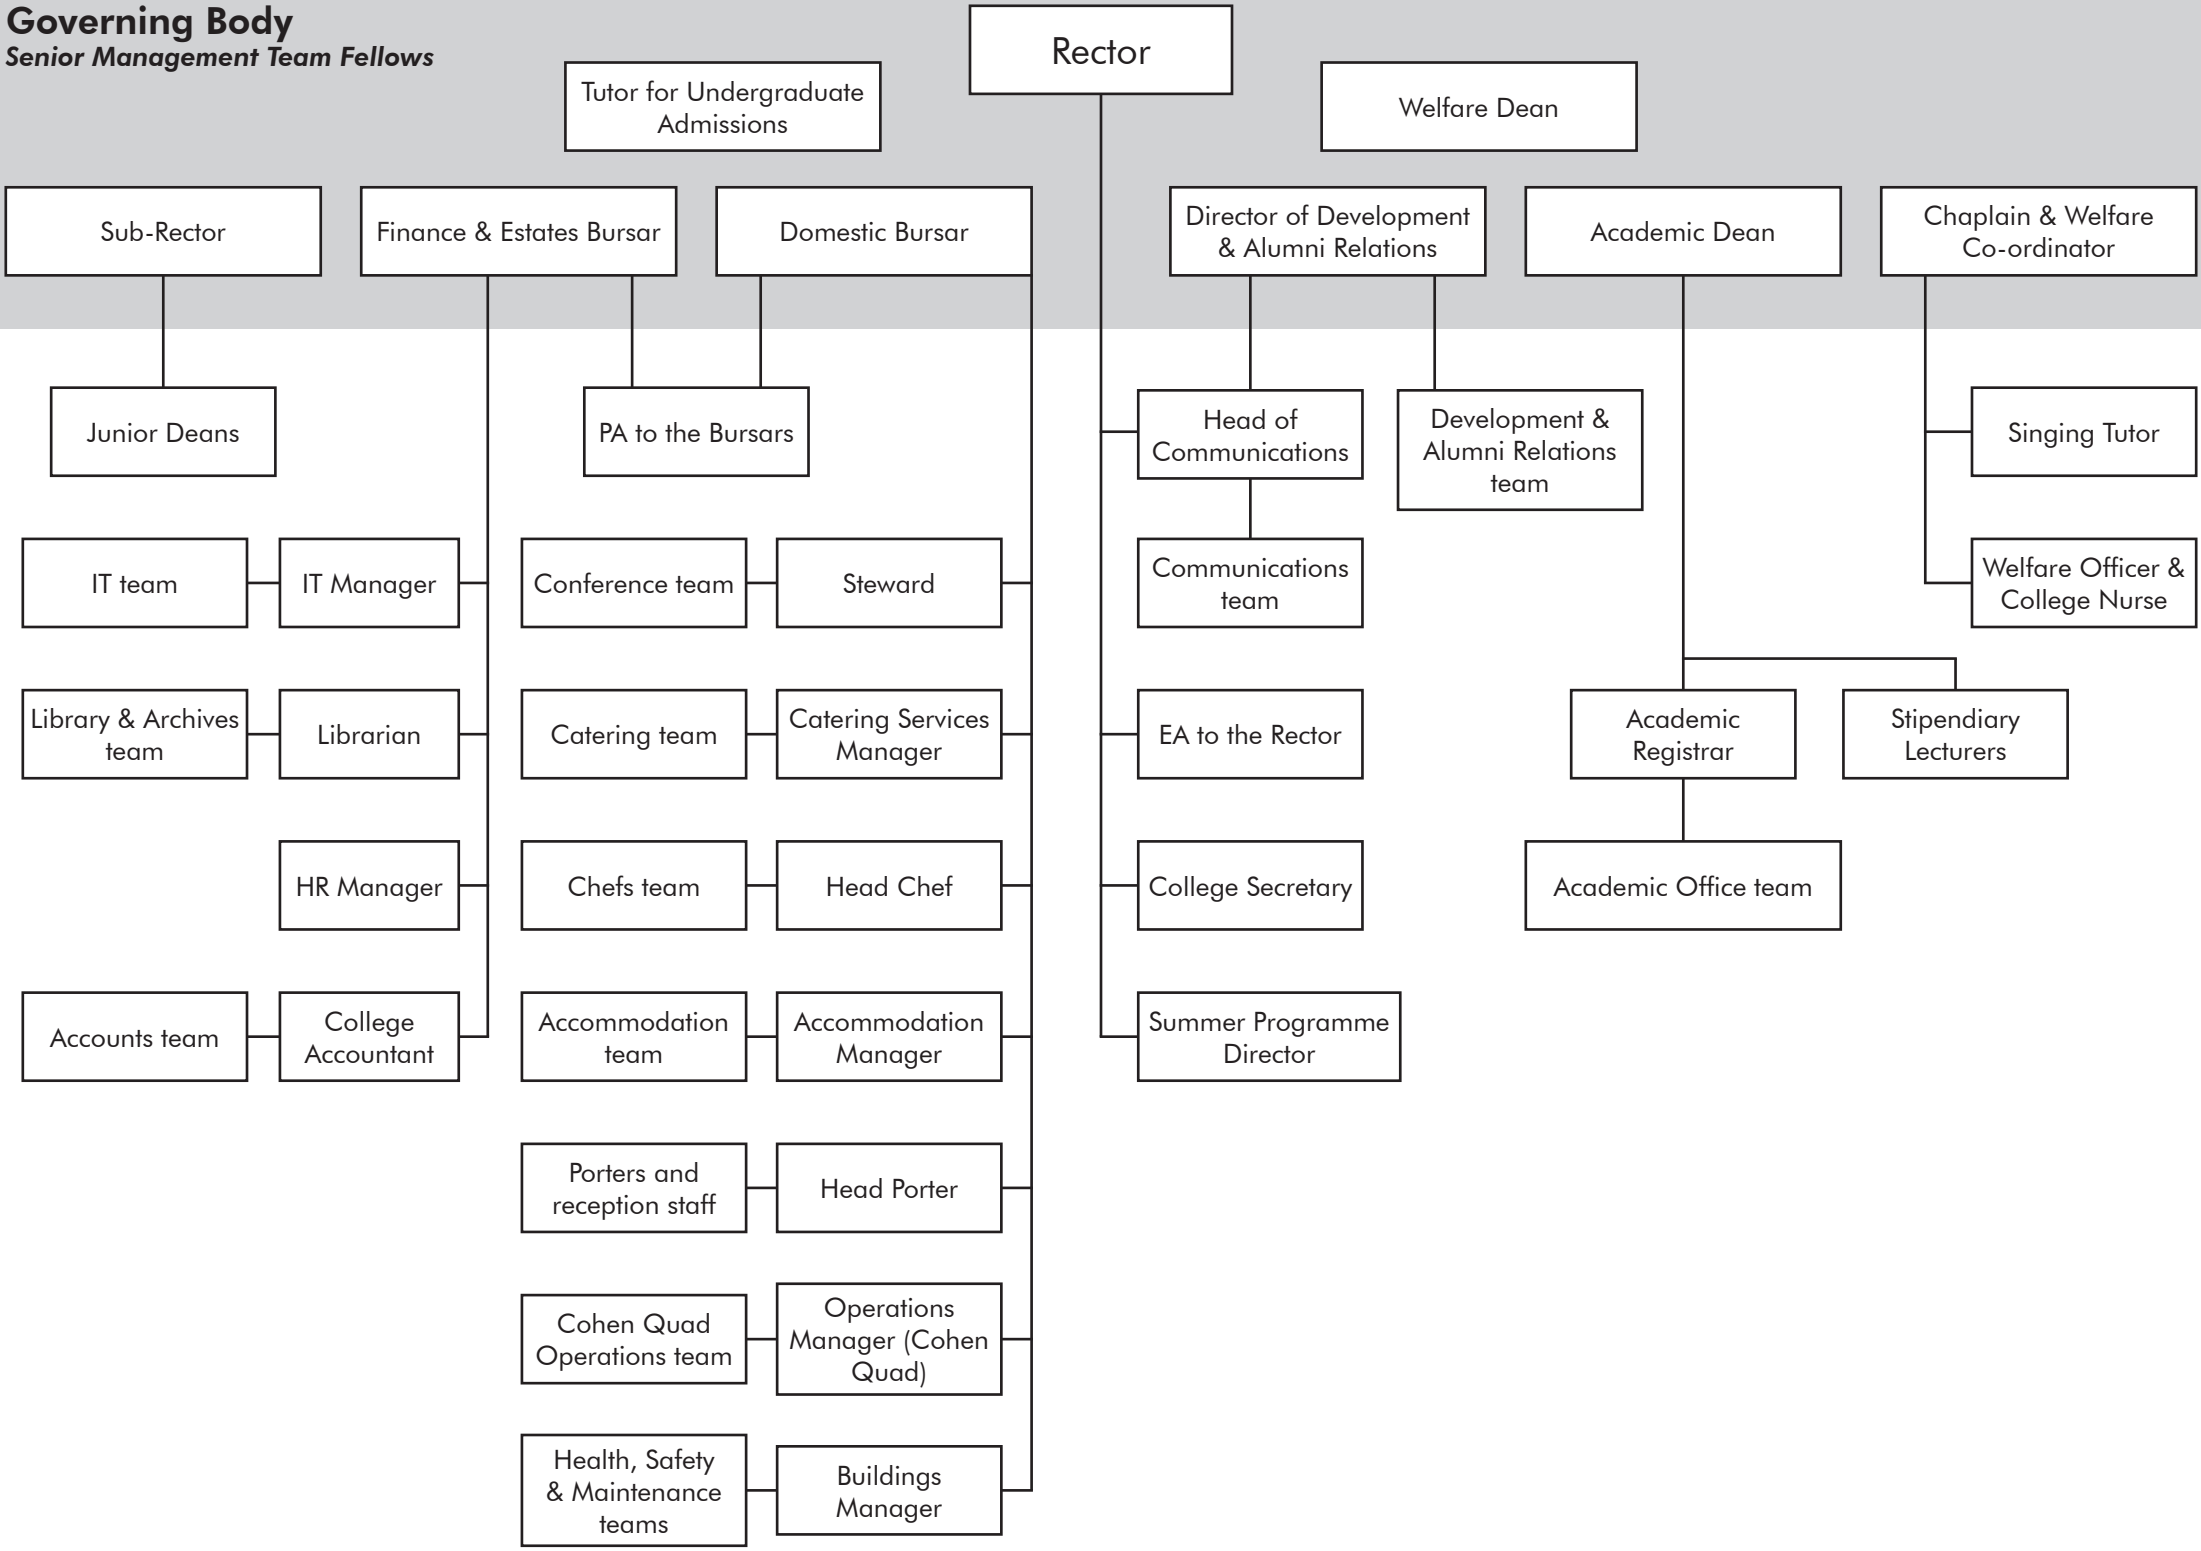 Governing Body
Senior Management Team Fellows
Rector
Tutor for Undergraduate
Admissions
Welfare Dean
Sub-Rector
Finance & Estates Bursar
Domestic Bursar
Director of Development
& Alumni Relations
Academic Dean
Chaplain & Welfare
Co-ordinator
Junior Deans
PA to the Bursars
Head of
Communications
Development &
Alumni Relations
team
Singing Tutor
IT team
IT Manager
Conference team
Steward
Communications
team
Welfare Officer &
College Nurse
Library & Archives
team
Librarian
Catering team
Catering Services
Manager
EA to the Rector
Academic
Registrar
Stipendiary
Lecturers
HR Manager
Chefs team
Head Chef
College Secretary
Academic Office team
Accounts team
College
Accountant
Accommodation
team
Accommodation
Manager
Summer Programme
Director
Porters and
reception staff
Head Porter
Cohen Quad
Operations team
Operations
Manager (Cohen
Quad)
Health, Safety
& Maintenance
teams
Buildings
Manager